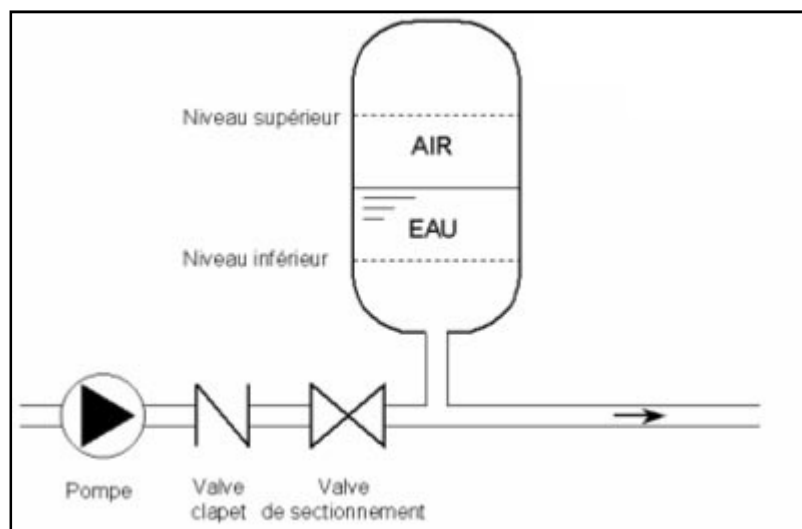 Niveau supérieur
AIR
EAU
Niveau inférieur
Pompe
Valve
clapet
Valve
de sectionnement